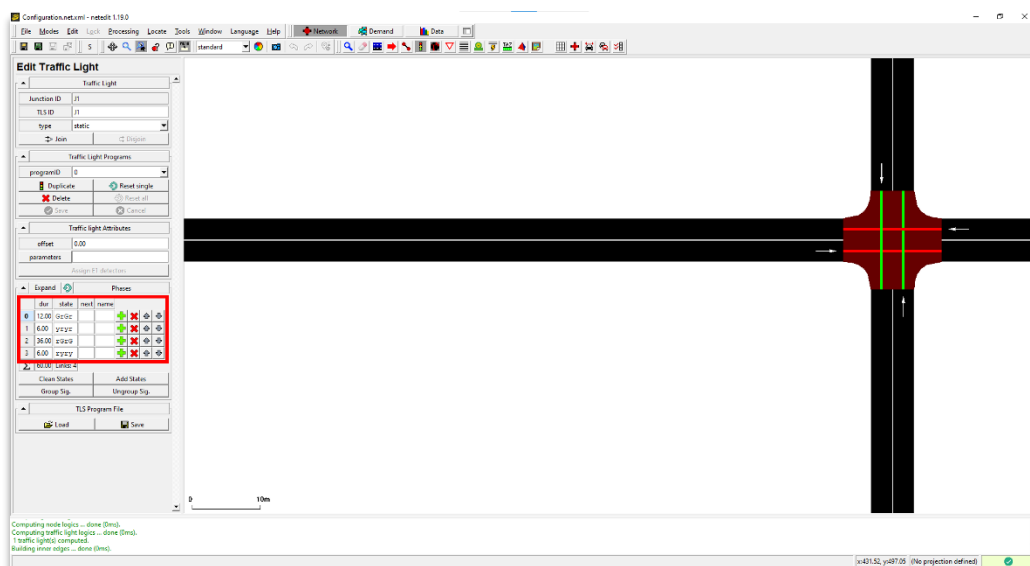 Configuration.net.xml - netedit 1.19.0
File Modes Edit Lock Processing Locate Tools Window Language Help Network Demand Data
S standard
Edit Traffic Light
Traffic Light
Junction ID J1
TLS ID J1
type static
Join Disjoin
Traffic Light Programs
programID 0
Duplicate Reset single
Delete Reset all
Save Cancel
Traffic light Attributes
offset 0.00
parameters
Assign E1 detectors
Expand Phases
dur state next name
0 12.00 GrGr
1 6.00 yryr
2 36.00 rGrG
3 6.00 ryry
Σ 60.00 Links: 4
Clean States Add States
Group Sig. Ungroup Sig.
TLS Program File
Load Save
0 10m
Computing node logics ... done (0ms).
Computing traffic light logics ... done (0ms).
1 traffic light(s) computed.
Building inner edges ... done (0ms).
x:431.52, y:497.05 (No projection defined)